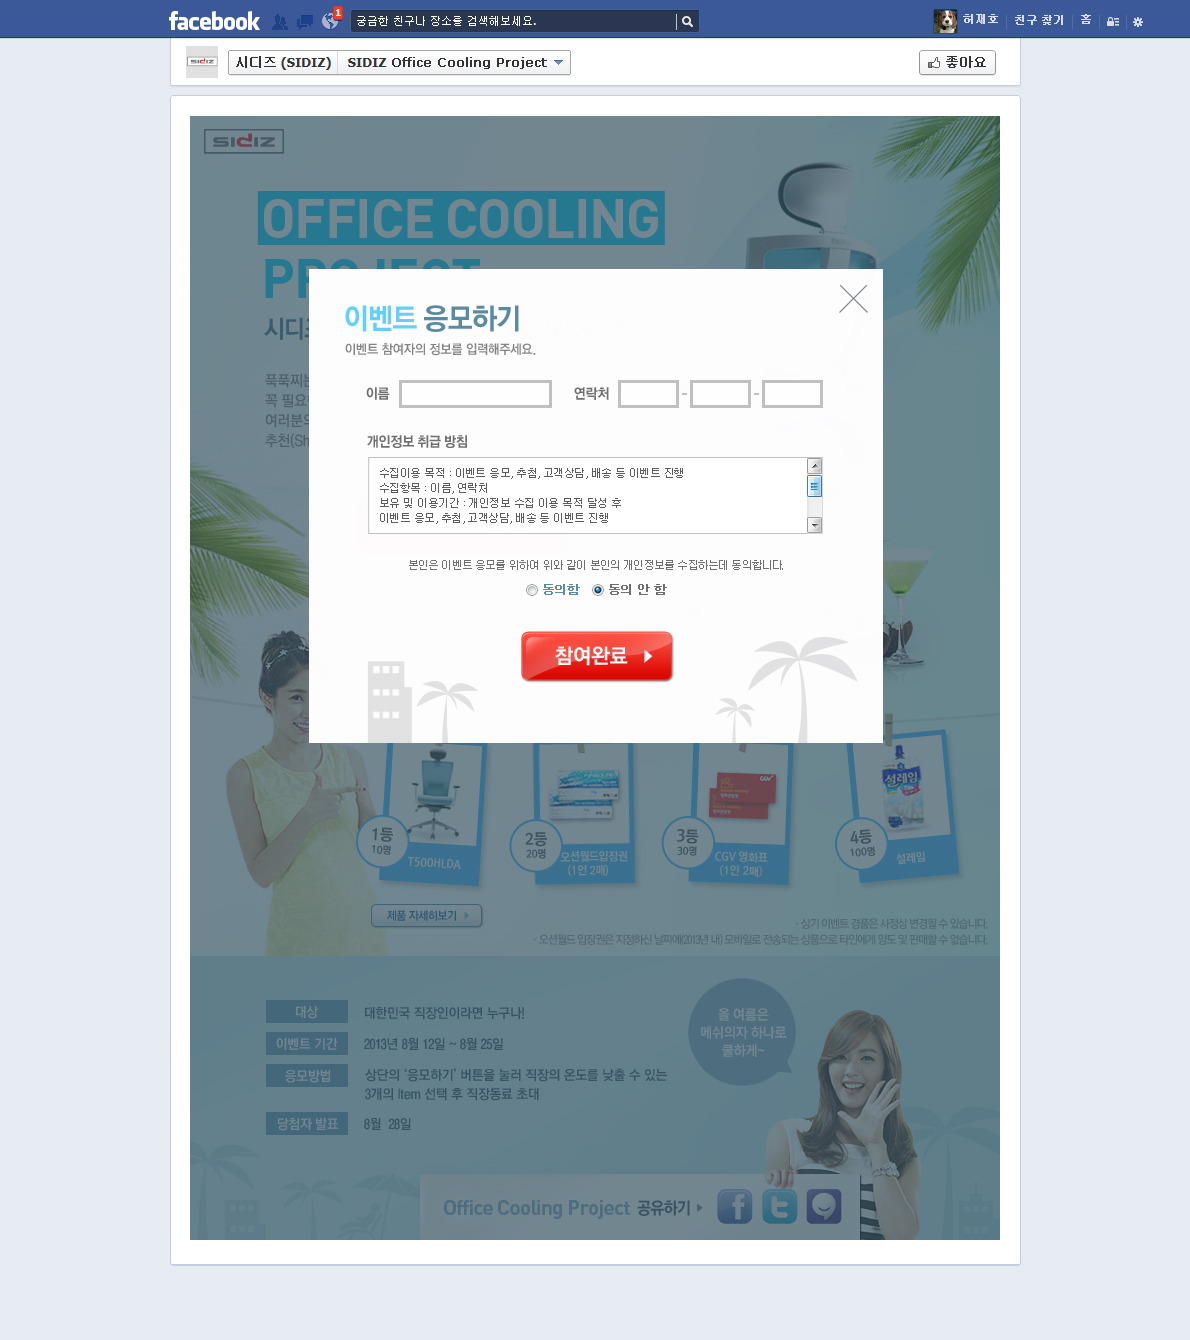 facebook
1
궁금한 친구나 장소를 검색해보세요.
허재호
친구 찾기
홈
SIDIZ
시디즈 (SIDIZ)
SIDIZ Office Cooling Project
좋아요
SIDIZ
OFFICE COOLING
PROJECT
시디즈
푹푹찌는
꼭 필요
여러분의
추천(Sh
이벤트 응모하기
이벤트 참여자의 정보를 입력해주세요.
이름
연락처
-
-
개인정보 취급 방침
수집이용 목적 : 이벤트 응모, 추첨, 고객상담, 배송 등 이벤트 진행
수집항목 : 이름, 연락처
보유 및 이용기간 : 개인정보 수집 이용 목적 달성 후
이벤트 응모, 추첨, 고객상담, 배송 등 이벤트 진행
본인은 이벤트 응모를 위하여 위와 같이 본인의 개인정보를 수집하는데 동의합니다.
동의함
동의 안 함
참여완료
1등
10명
T500HLDA
2등
20명
오션월드입장권
(1인 2매)
3등
30명
CGV 영화표
(1인 2매)
CGV
4등
100명
설레임
설레임
제품 자세히보기
· 상기 이벤트 경품은 사정상 변경될 수 있습니다.
· 오션월드 입장권은 지정하신 날짜에(2013년 내) 모바일로 전송되는 상품으로 타인에게 양도 및 판매할 수 없습니다.
대상
대한민국 직장인이라면 누구나!
이벤트 기간
2013년 8월 12일 ~ 8월 25일
응모방법
상단의 '응모하기' 버튼을 눌러 직장의 온도를 낮출 수 있는
3개의 Item 선택 후 직장동료 초대
당첨자 발표
8월 28일
올 여름은
메쉬의자 하나로
쿨하게~
Office Cooling Project 공유하기